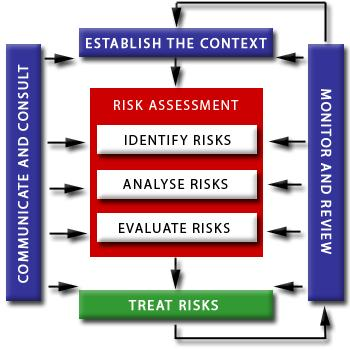 ESTABLISH THE CONTEXT
COMMUNICATE AND CONSULT
RISK ASSESSMENT
IDENTIFY RISKS
ANALYSE RISKS
EVALUATE RISKS
MONITOR AND REVIEW
TREAT RISKS